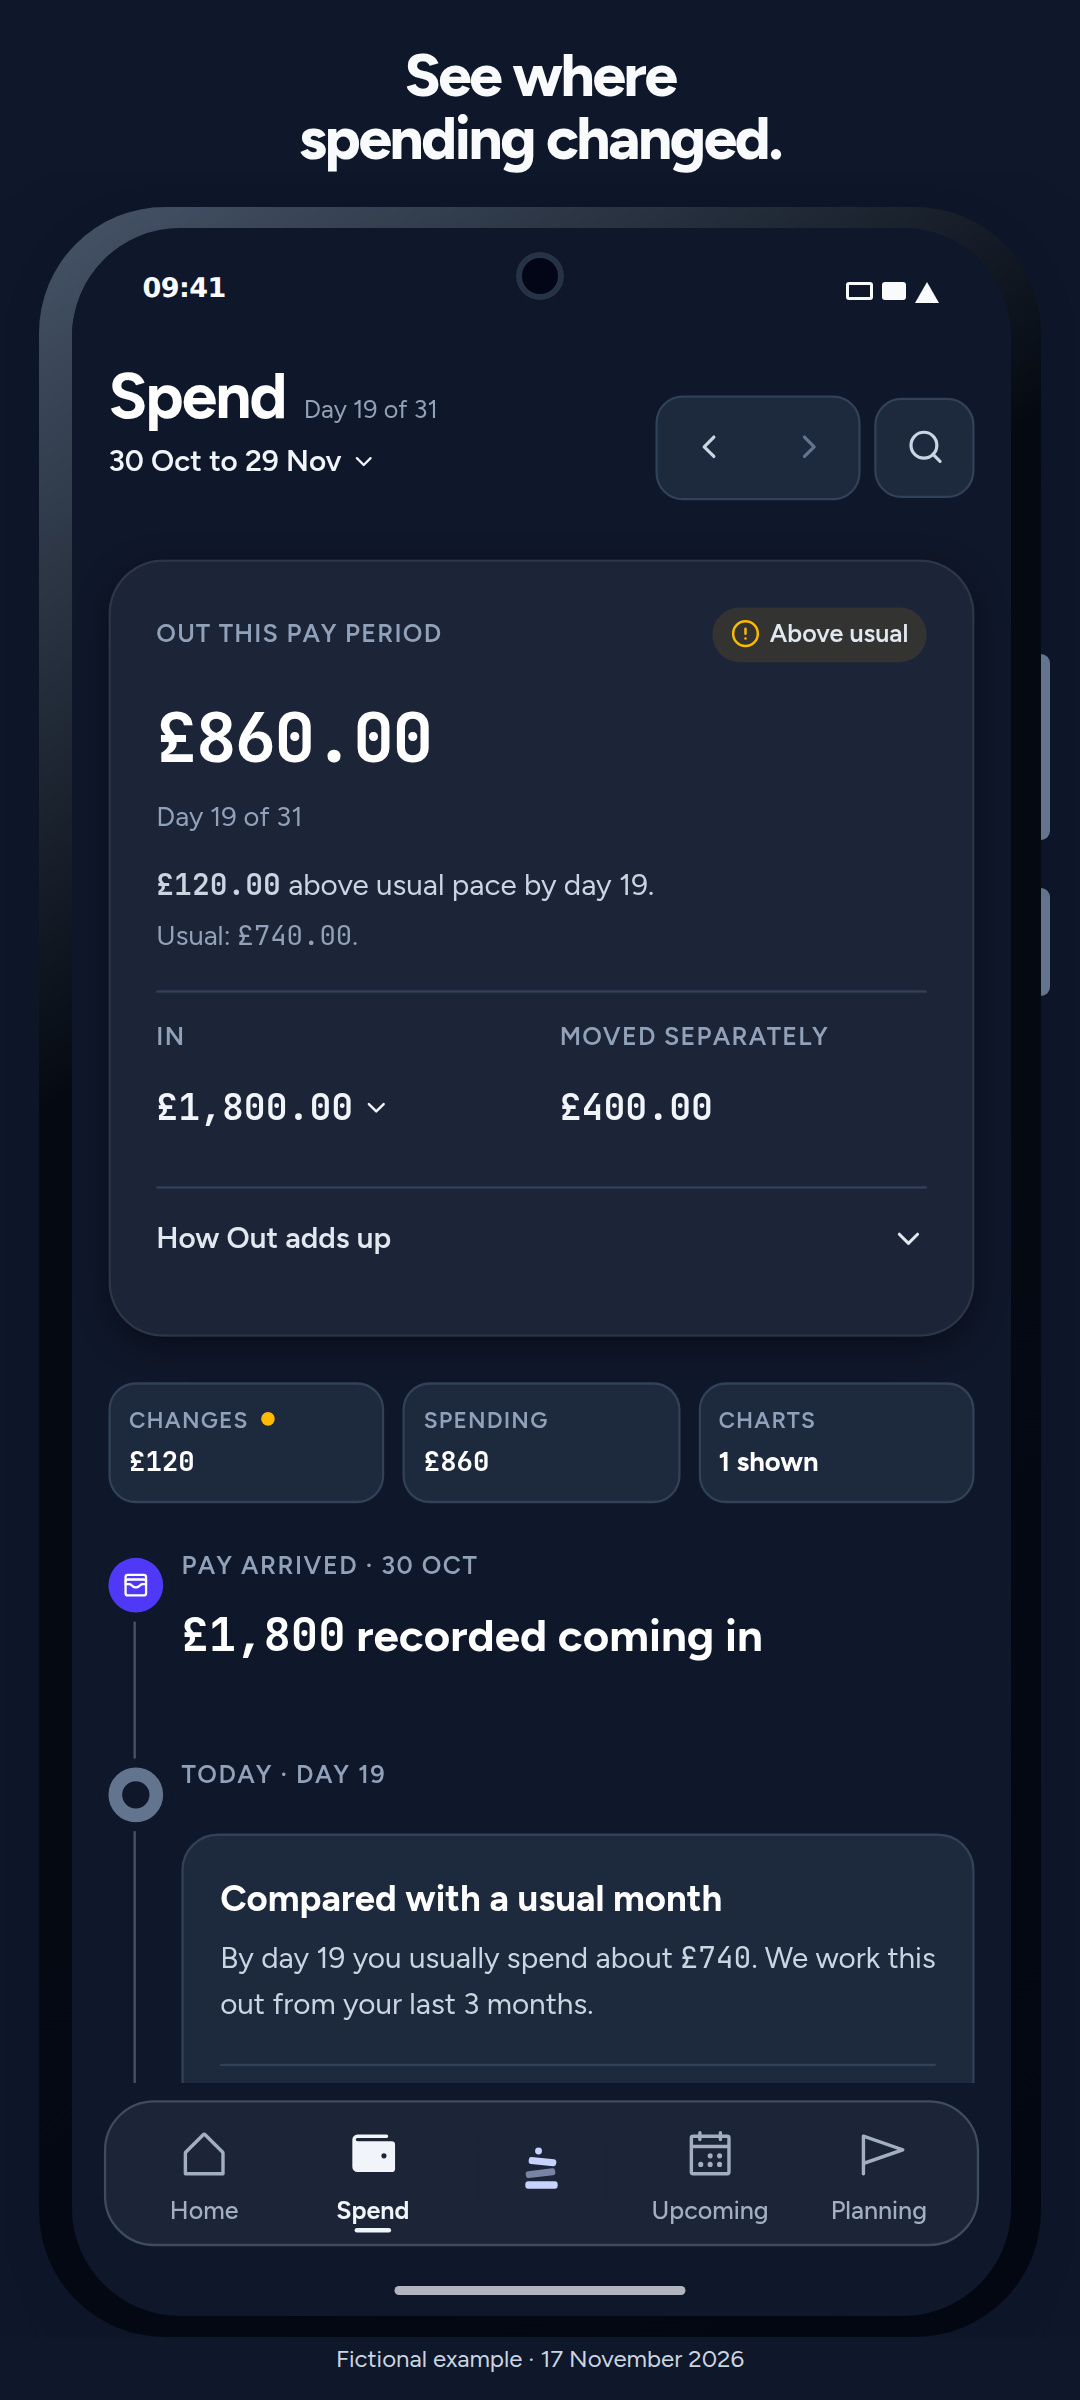 See where
spending changed.
09:41
Spend Day 19 of 31
30 Oct to 29 Nov
OUT THIS PAY PERIOD
Above usual
£860.00
Day 19 of 31
£120.00 above usual pace by day 19.
Usual: £740.00.
IN
MOVED SEPARATELY
£1,800.00
£400.00
How Out adds up
CHANGES
£120
SPENDING
£860
CHARTS
1 shown
PAY ARRIVED · 30 OCT
£1,800 recorded coming in
TODAY · DAY 19
Compared with a usual month
By day 19 you usually spend about £740. We work this
out from your last 3 months.
Home
Spend
Upcoming
Planning
Fictional example · 17 November 2026